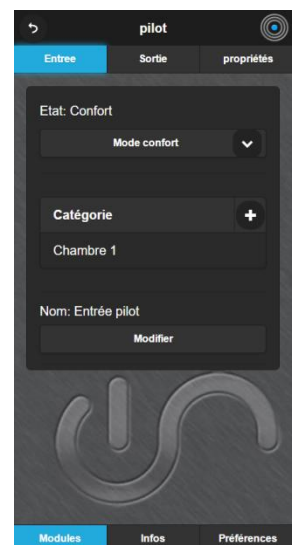 pilot
Entree
Sortie
propriétés
Etat: Confort
Mode confort
Catégorie
Chambre 1
Nom: Entrée pilot
Modifier
Modules
Infos
Préférences